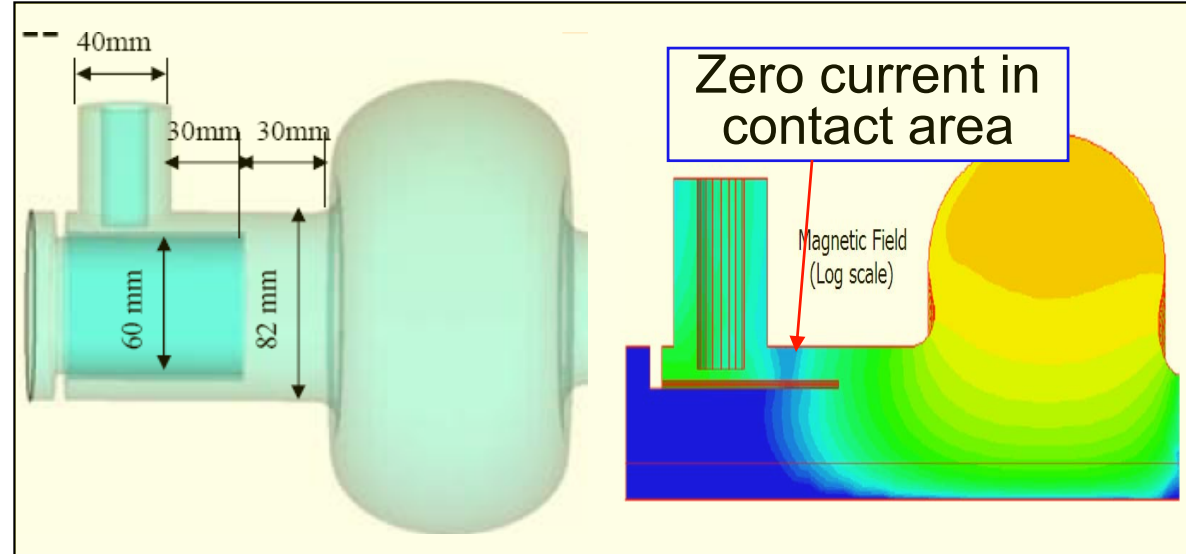 --
40mm
30mm
30mm
60 mm
82 mm
Zero current in
contact area
Magnetic Field
(Log scale)